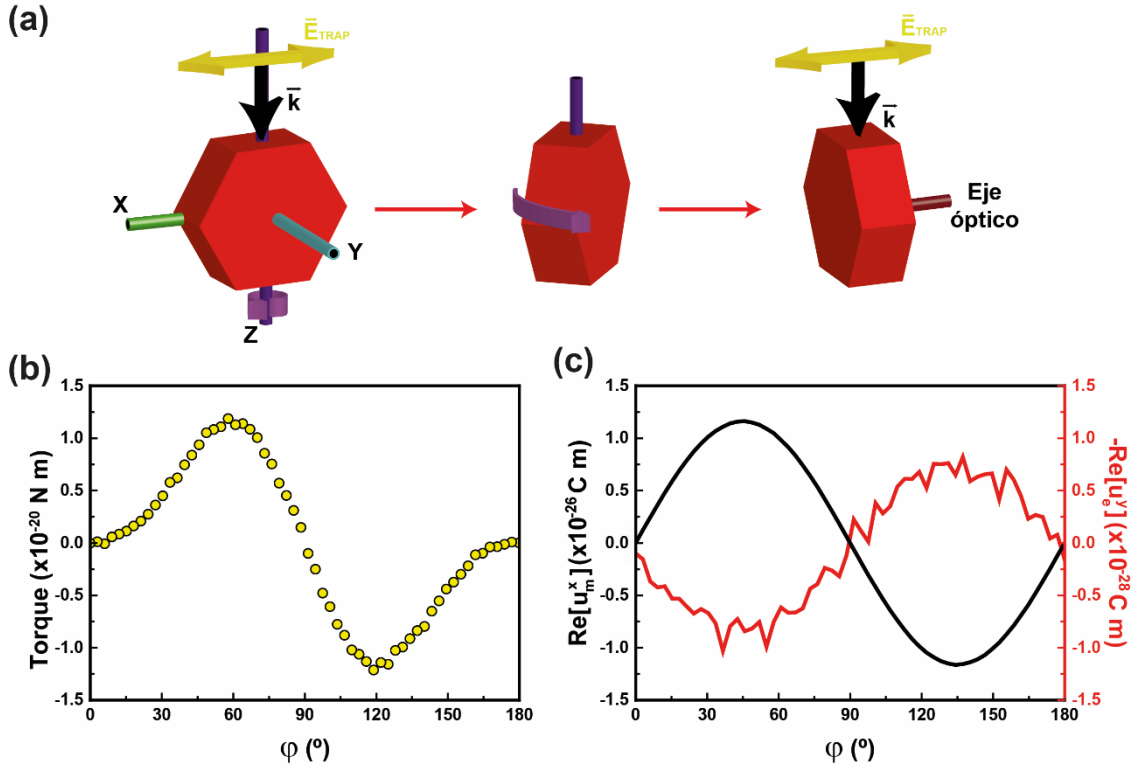 (a)
E⃗TRAP
k⃗
X
Y
Z
E⃗TRAP
k⃗
Eje
óptico
(b)
Torque (x10⁻²⁰ N m)
1.5
1.0
0.5
0.0
-0.5
-1.0
-1.5
0 30 60 90 120 150 180
φ (º)
(c)
Re[uₘˣ] (x10⁻²⁶ C m)
1.5
1.0
0.5
0.0
-0.5
-1.0
-1.5
0 30 60 90 120 150 180
φ (º)
1.5
1.0
0.5
0.0
-0.5
-1.0
-1.5
-Re[uₑʸ] (x10⁻²⁸ C m)